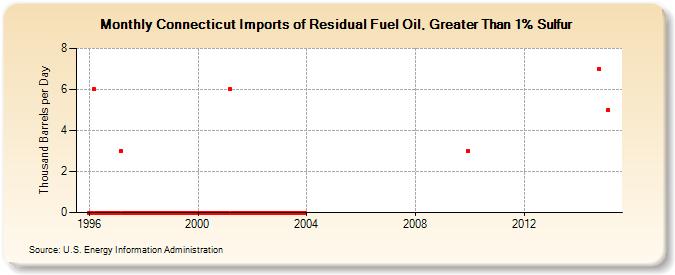 Monthly Connecticut Imports of Residual Fuel Oil, Greater Than 1% Sulfur
Thousand Barrels per Day
8
6
4
2
0
1996 2000 2004 2008 2012
Source: U.S. Energy Information Administration